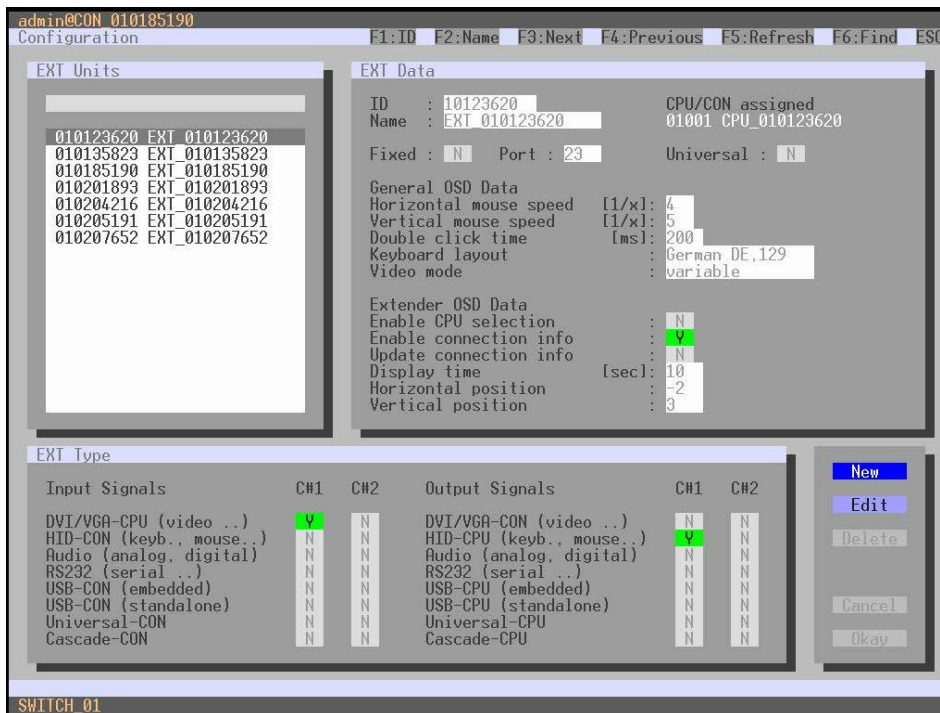 admin@CON_010185190
Configuration F1:ID F2:Name F3:Next F4:Previous F5:Refresh F6:Find ESC
EXT Units
010123620 EXT_010123620
010135823 EXT_010135823
010185190 EXT_010185190
010201893 EXT_010201893
010204216 EXT_010204216
010205191 EXT_010205191
010207652 EXT_010207652
EXT Data
ID : 10123620 CPU/CON assigned
Name : EXT_010123620 01001 CPU_010123620
Fixed : N Port : 23 Universal : N
General OSD Data
Horizontal mouse speed [1/x]: 4
Vertical mouse speed [1/x]: 5
Double click time [ms]: 200
Keyboard layout : German DE,129
Video mode : variable
Extender OSD Data
Enable CPU selection : N
Enable connection info : Y
Update connection info : N
Display time [sec]: 10
Horizontal position : -2
Vertical position : 3
EXT Type
Input Signals C#1 C#2 Output Signals C#1 C#2
DVI/VGA-CPU (video ..) Y N DVI/VGA-CON (video ..) N N
HID-CON (keyb., mouse..) N N HID-CPU (keyb., mouse..) Y N
Audio (analog, digital) N N Audio (analog, digital) N N
RS232 (serial ..) N N RS232 (serial ..) N N
USB-CON (embedded) N N USB-CPU (embedded) N N
USB-CON (standalone) N N USB-CPU (standalone) N N
Universal-CON N N Universal-CPU N N
Cascade-CON N N Cascade-CPU N N
New
Edit
Delete
Cancel
Okay
SWITCH_01